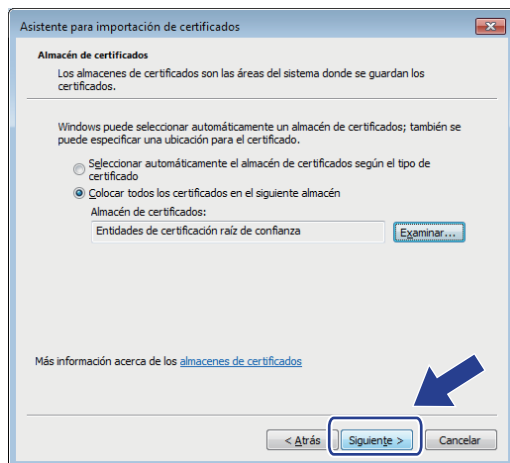 Asistente para importación de certificados
Almacén de certificados
Los almacenes de certificados son las áreas del sistema donde se guardan los
certificados.
Windows puede seleccionar automáticamente un almacén de certificados; también se
puede especificar una ubicación para el certificado.
Seleccionar automáticamente el almacén de certificados según el tipo de
certificado
Colocar todos los certificados en el siguiente almacén
Almacén de certificados:
Entidades de certificación raíz de confianza
Examinar...
Más información acerca de los almacenes de certificados
< Atrás
Siguiente >
Cancelar